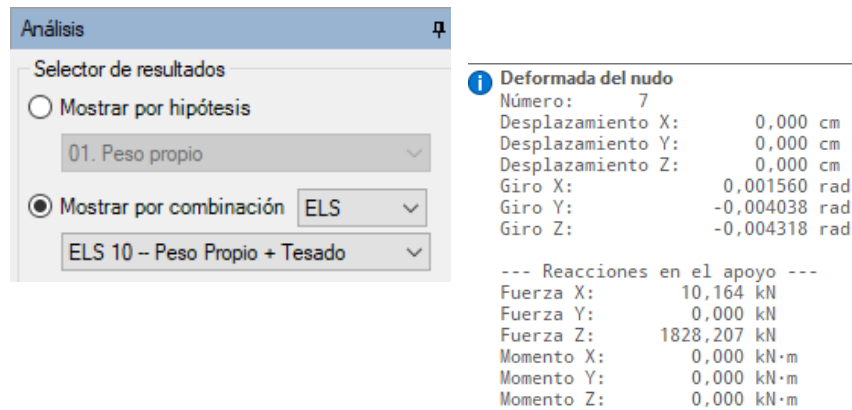 Análisis
Selector de resultados
Mostrar por hipótesis
01. Peso propio
Mostrar por combinación ELS
ELS 10 -- Peso Propio + Tesado
Deformada del nudo
Número: 7
Desplazamiento X: 0,000 cm
Desplazamiento Y: 0,000 cm
Desplazamiento Z: 0,000 cm
Giro X: 0,001560 rad
Giro Y: -0,004038 rad
Giro Z: -0,004318 rad
--- Reacciones en el apoyo ---
Fuerza X: 10,164 kN
Fuerza Y: 0,000 kN
Fuerza Z: 1828,207 kN
Momento X: 0,000 kN·m
Momento Y: 0,000 kN·m
Momento Z: 0,000 kN·m